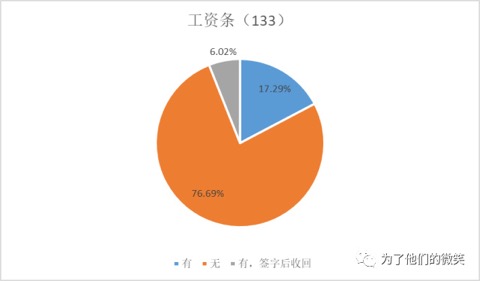 工资条（133）
6.02%
17.29%
76.69%
有 无 有，签字后收回
为了他们的微笑